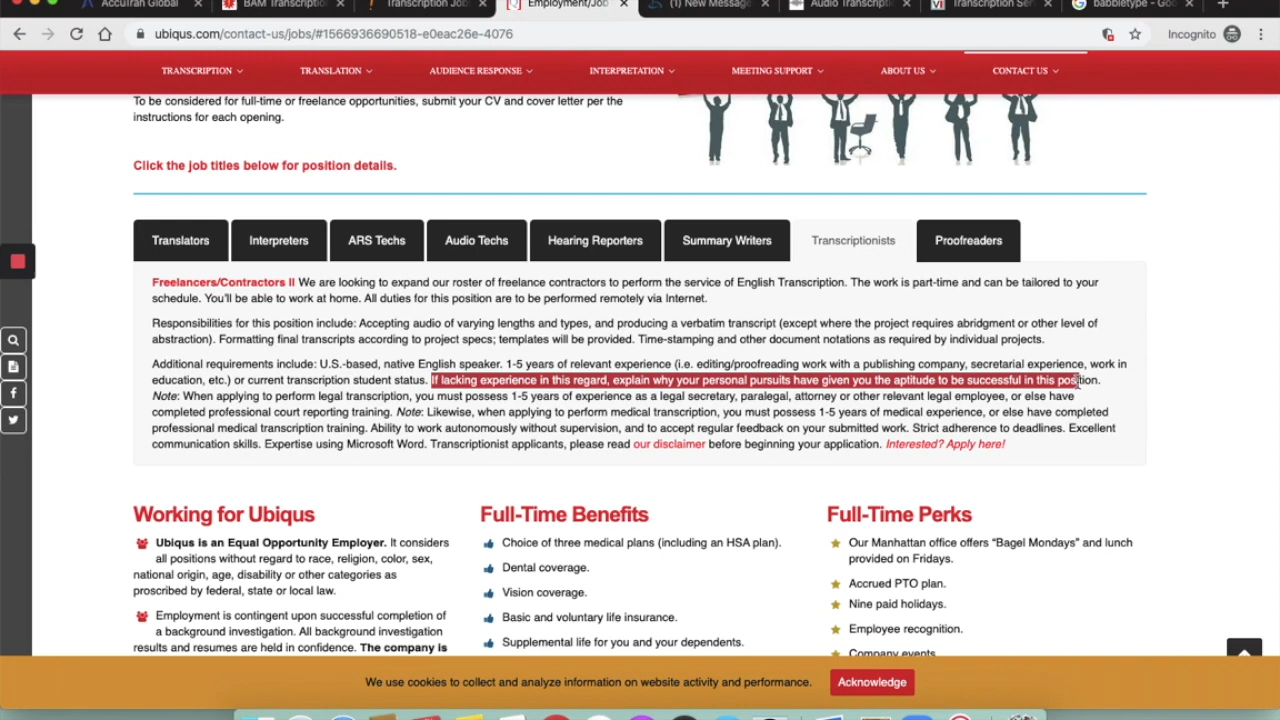 AccuTran Global
BAM Transcription
Transcription Job
Employment/Job
(1) New Message
Audio Transcripti
Transcription Ser
babbletype - Goo
ubiqus.com/contact-us/jobs/#1566936690518-e0eac26e-4076
Incognito
TRANSCRIPTION
TRANSLATION
AUDIENCE RESPONSE
INTERPRETATION
MEETING SUPPORT
ABOUT US
CONTACT US
To be considered for full-time or freelance opportunities, submit your CV and cover letter per the
instructions for each opening.
Click the job titles below for position details.
Translators
Interpreters
ARS Techs
Audio Techs
Hearing Reporters
Summary Writers
Transcriptionists
Proofreaders
Freelancers/Contractors II We are looking to expand our roster of freelance contractors to perform the service of English Transcription. The work is part-time and can be tailored to your
schedule. You'll be able to work at home. All duties for this position are to be performed remotely via Internet.
Responsibilities for this position include: Accepting audio of varying lengths and types, and producing a verbatim transcript (except where the project requires abridgment or other level of
abstraction). Formatting final transcripts according to project specs; templates will be provided. Time-stamping and other document notations as required by individual projects.
Additional requirements include: U.S.-based, native English speaker. 1-5 years of relevant experience (i.e. editing/proofreading work with a publishing company, secretarial experience, work in
education, etc.) or current transcription student status. If lacking experience in this regard, explain why your personal pursuits have given you the aptitude to be successful in this position.
Note: When applying to perform legal transcription, you must possess 1-5 years of experience as a legal secretary, paralegal, attorney or other relevant legal employee, or else have
completed professional court reporting training. Note: Likewise, when applying to perform medical transcription, you must possess 1-5 years of medical experience, or else have completed
professional medical transcription training. Ability to work autonomously without supervision, and to accept regular feedback on your submitted work. Strict adherence to deadlines. Excellent
communication skills. Expertise using Microsoft Word. Transcriptionist applicants, please read our disclaimer before beginning your application. Interested? Apply here!
Working for Ubiqus
Ubiqus is an Equal Opportunity Employer. It considers
all positions without regard to race, religion, color, sex,
national origin, age, disability or other categories as
proscribed by federal, state or local law.
Employment is contingent upon successful completion of
a background investigation. All background investigation
results and resumes are held in confidence. The company is
Full-Time Benefits
Choice of three medical plans (including an HSA plan).
Dental coverage.
Vision coverage.
Basic and voluntary life insurance.
Supplemental life for you and your dependents.
Full-Time Perks
Our Manhattan office offers “Bagel Mondays” and lunch
provided on Fridays.
Accrued PTO plan.
Nine paid holidays.
Employee recognition.
Company events.
We use cookies to collect and analyze information on website activity and performance.
Acknowledge